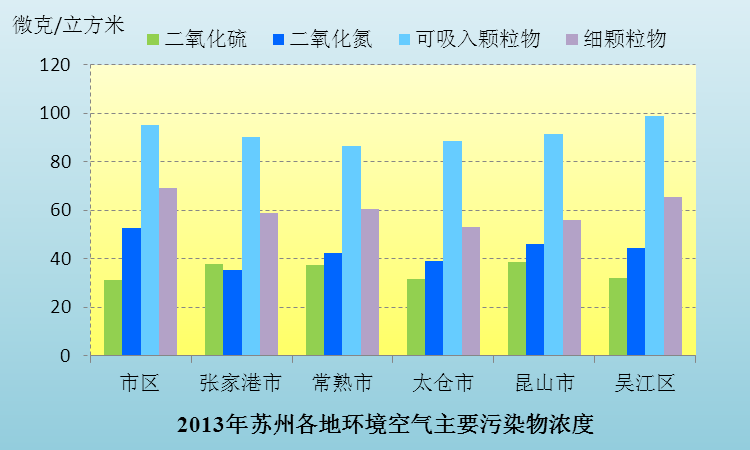 微克/立方米
二氧化硫 二氧化氮 可吸入颗粒物 细颗粒物
120
100
80
60
40
20
0
市区 张家港市 常熟市 太仓市 昆山市 吴江区
2013年苏州各地环境空气主要污染物浓度